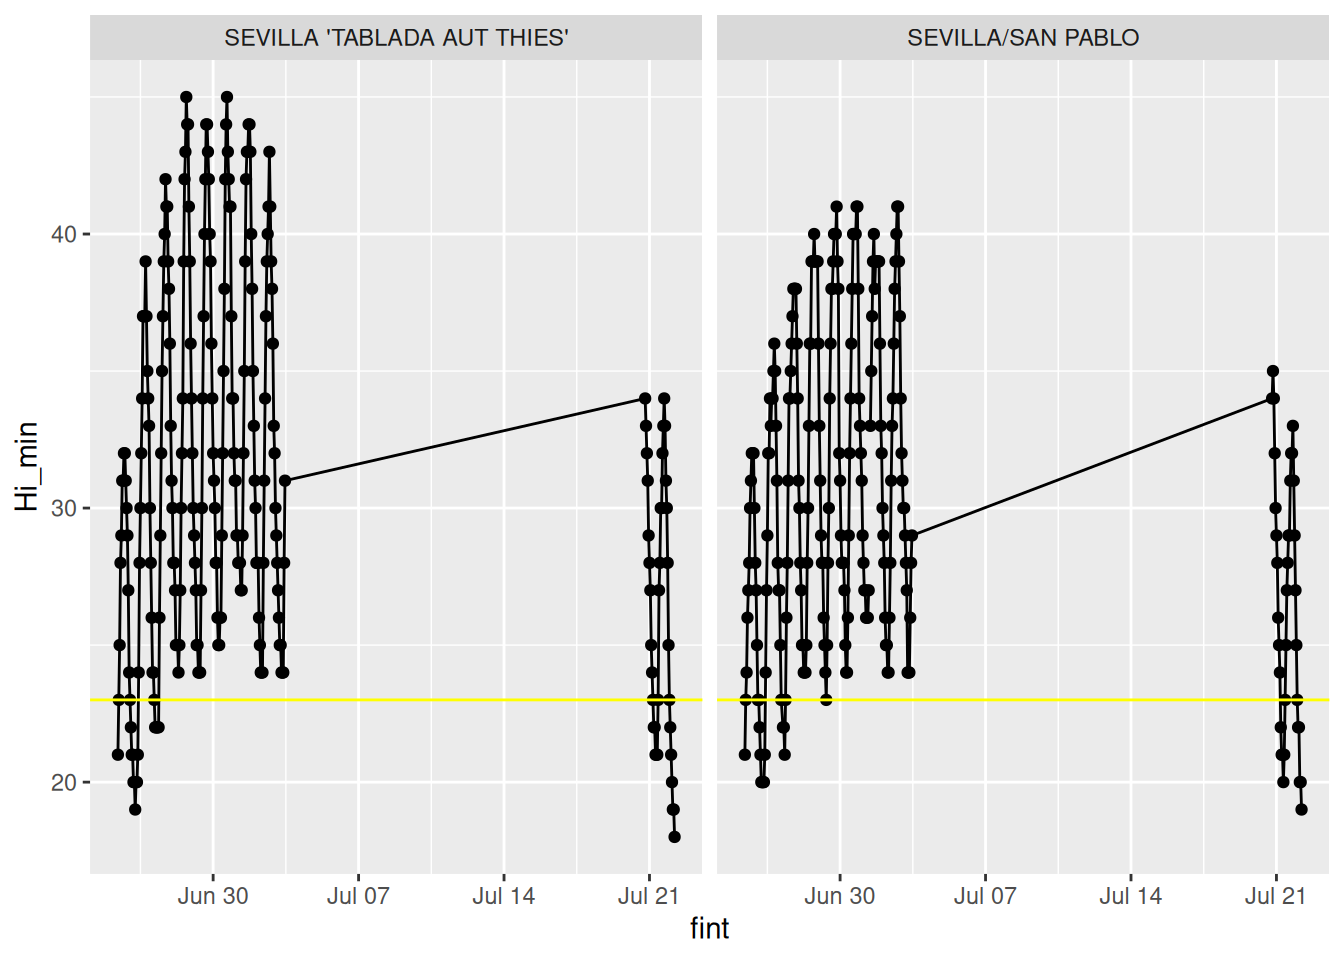 SEVILLA 'TABLADA AUT THIES'
SEVILLA/SAN PABLO
Hi_min
40
30
20
Jun 30
Jul 07
Jul 14
Jul 21
Jun 30
Jul 07
Jul 14
Jul 21
fint